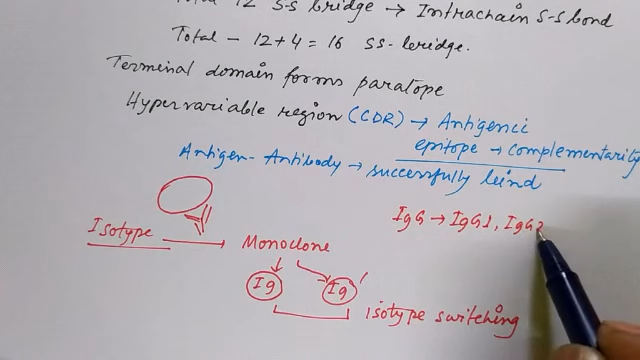 Total 12 S-S bridge → Intrachain S-S bond
Total - 12 + 4 = 16 SS-bridge.
Terminal domain forms paratope
Hypervariable region (CDR) → Antigenci
epitope → complementarity
Antigen-Antibody → successfully bind
IgG → IgG1, IgG2
Isotype → Monoclone
Ig Ig'
isotype switching